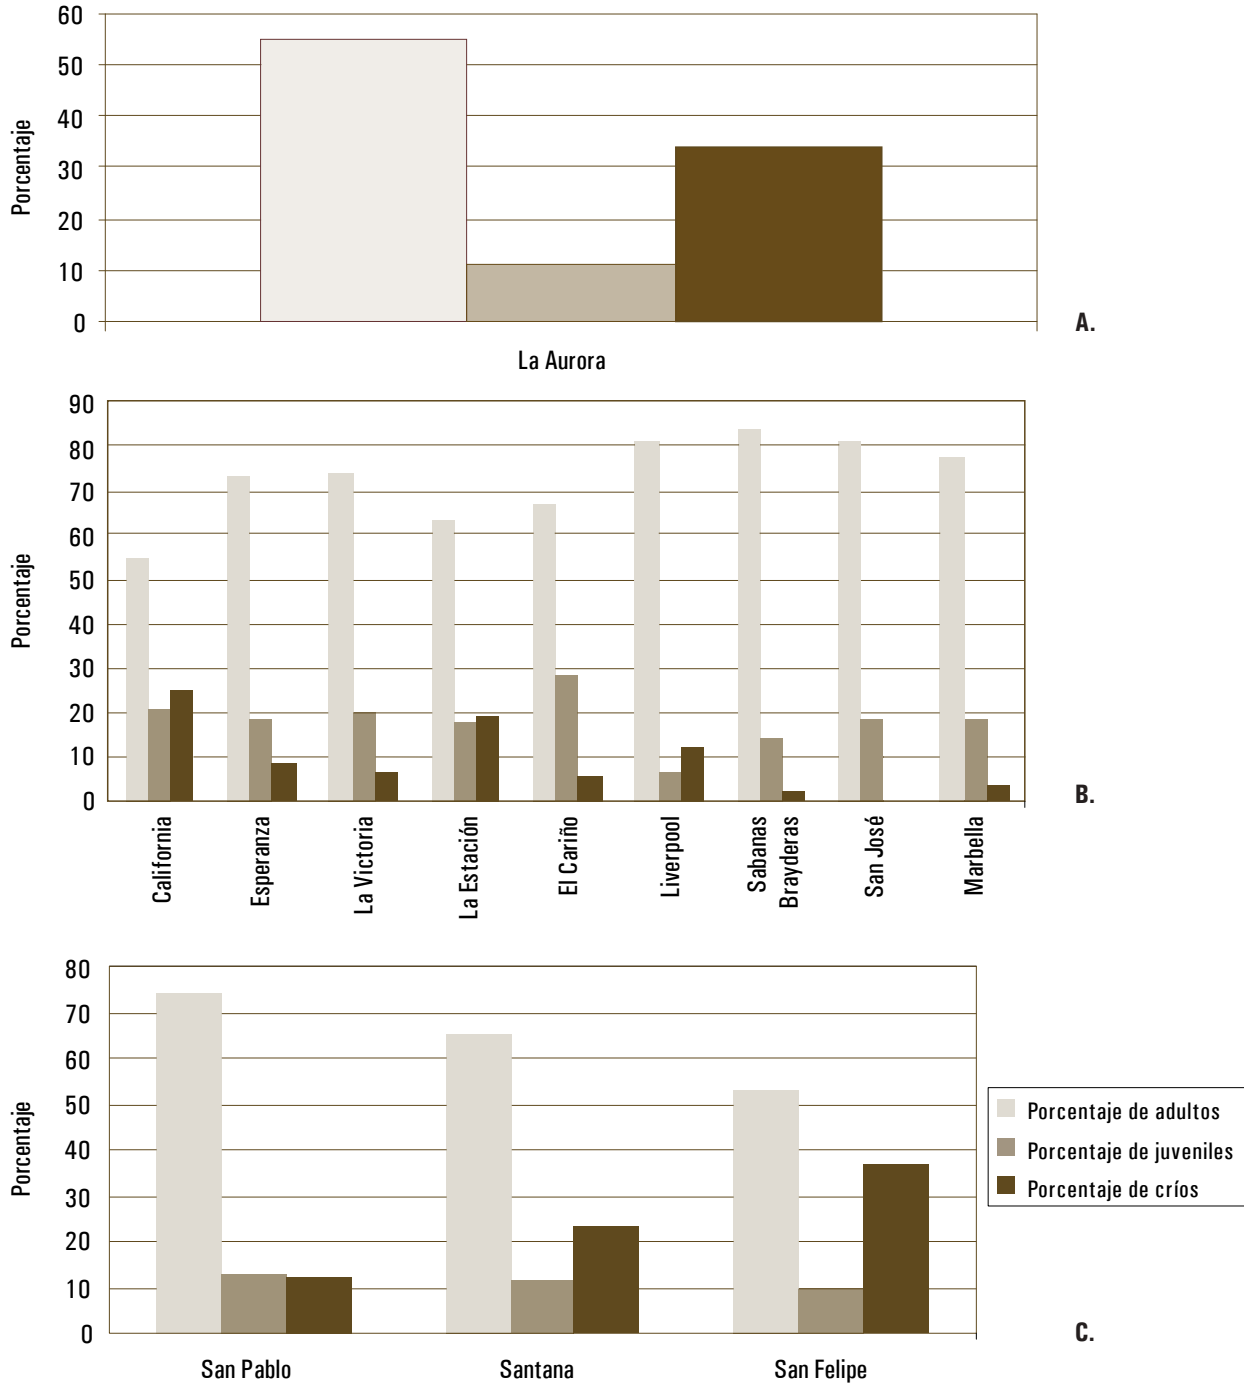 60
50
40
30
20
10
0
Porcentaje
La Aurora
A.
90
80
70
60
50
40
30
20
10
0
Porcentaje
California
Esperanza
La Victoria
La Estación
El Cariño
Liverpool
Sabanas
Brayderas
San José
Marbella
B.
80
70
60
50
40
30
20
10
0
Porcentaje
San Pablo
Santana
San Felipe
Porcentaje de adultos
Porcentaje de juveniles
Porcentaje de críos
C.